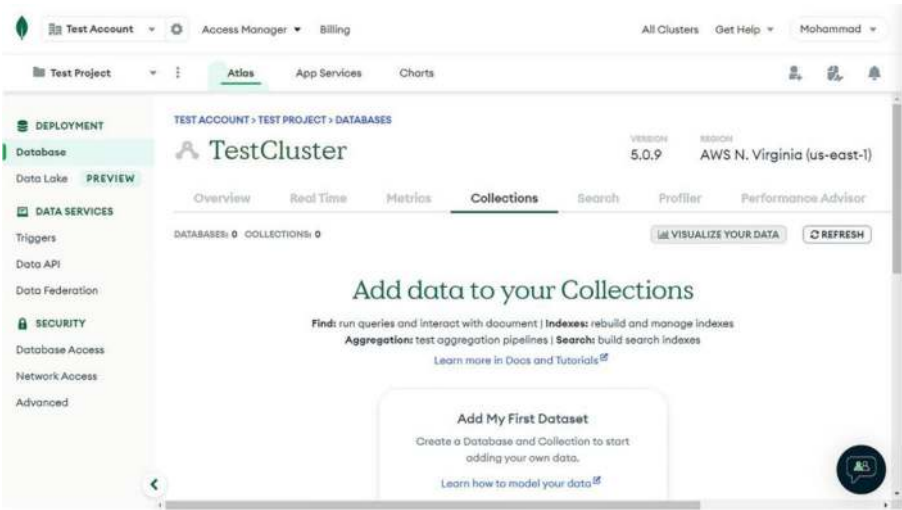 Test Account
Access Manager
Billing
All Clusters
Get Help
Mohammad
Test Project
Atlas
App Services
Charts
DEPLOYMENT
Database
Data Lake PREVIEW
DATA SERVICES
Triggers
Data API
Data Federation
SECURITY
Database Access
Network Access
Advanced
TEST ACCOUNT > TEST PROJECT > DATABASES
TestCluster
VERSION
5.0.9
REGION
AWS N. Virginia (us-east-1)
Overview
Real Time
Metrics
Collections
Search
Profiler
Performance Advisor
DATABASES: 0 COLLECTIONS: 0
VISUALIZE YOUR DATA
REFRESH
Add data to your Collections
Find: run queries and interact with document | Indexes: rebuild and manage indexes
Aggregation: test aggregation pipelines | Search: build search indexes
Learn more in Docs and Tutorials
Add My First Dataset
Create a Database and Collection to start
adding your own data.
Learn how to model your data